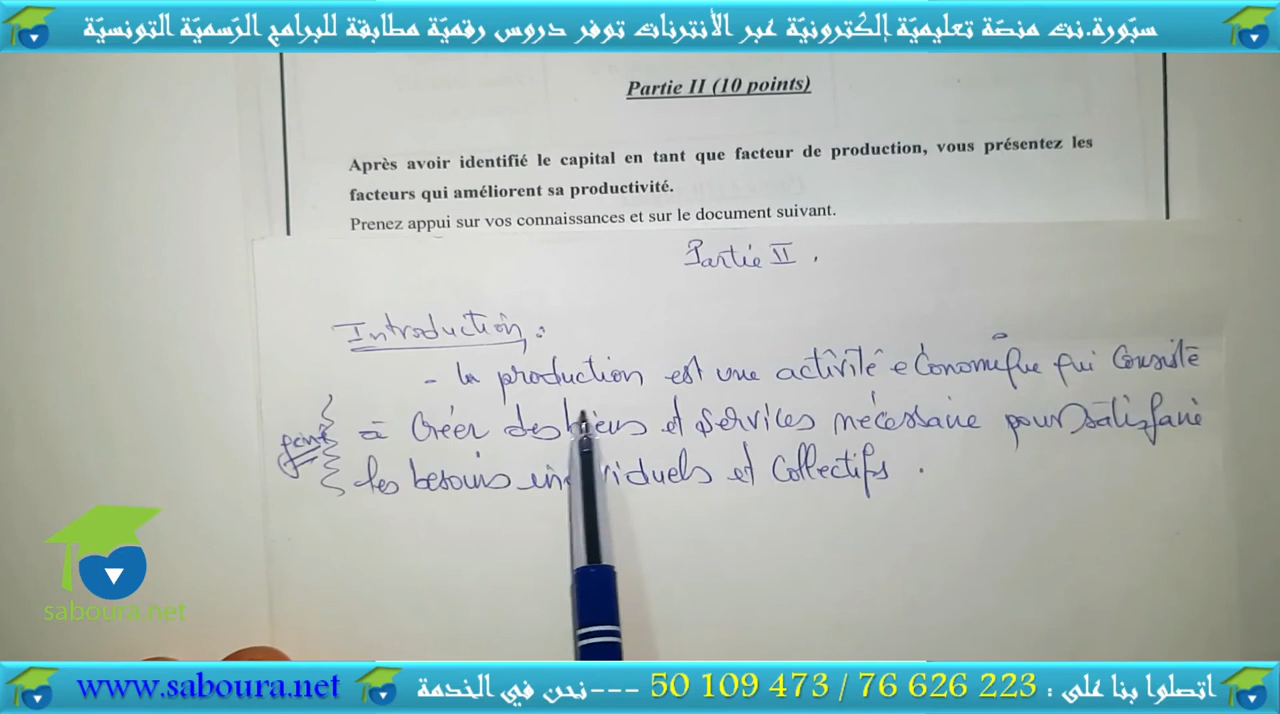 سبّورة.نت منصّة تعليميّة إلكترونيّة عبر الأنترنات توفر دروس رقميّة مطابقة للبرامج الرّسميّة التونسيّة
Partie II (10 points)
Après avoir identifié le capital en tant que facteur de production, vous présentez les
facteurs qui améliorent sa productivité.
Prenez appui sur vos connaissances et sur le document suivant.
Partie II .
Introduction :
- la production est une activité économique qui consiste
à créer des biens et services nécessaire pour satisfaire
les besoins individuels et collectifs .
saboura.net
www.saboura.net اتصلوا بنا على : 50 109 473 / 76 626 223 ---نحن في الخدمة